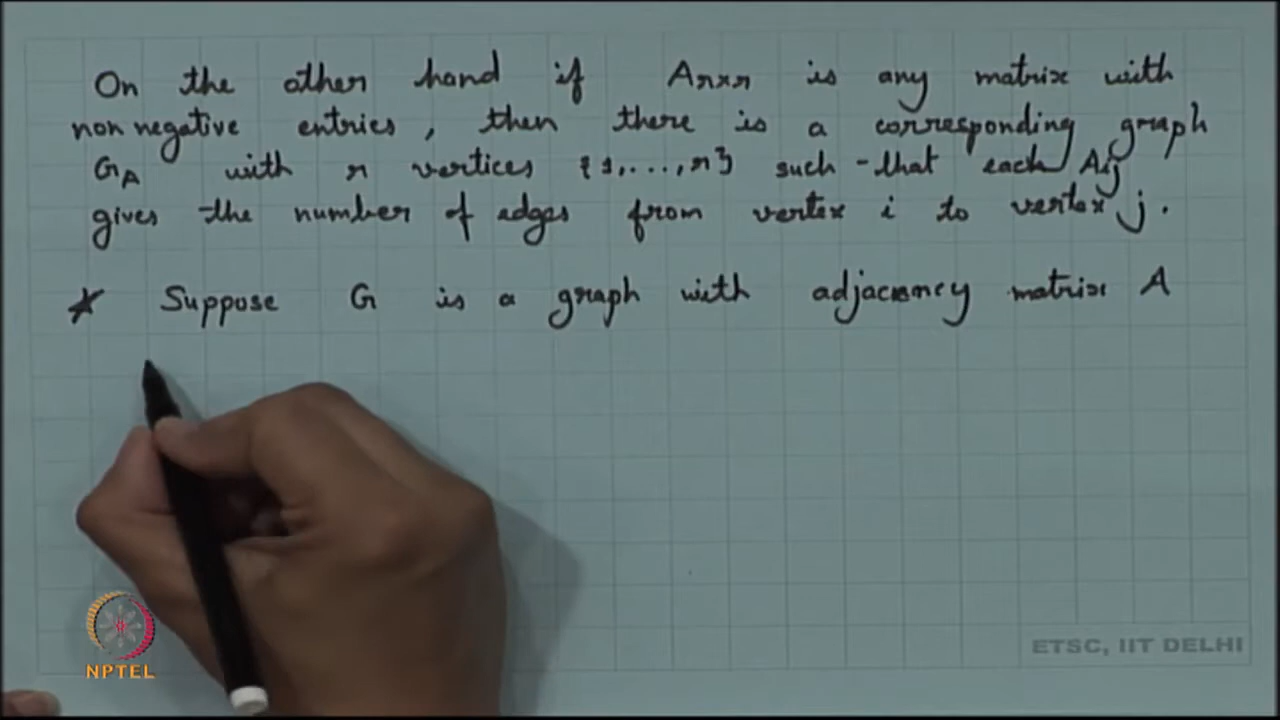 On the other hand if Arxr is any matrix with
non negative entries, then there is a corresponding graph
GA with r vertices {1,...,r} such that each Aij
gives the number of edges from vertex i to vertex j.
* Suppose G is a graph with adjacency matrix A
NPTEL
ETSC, IIT DELHI